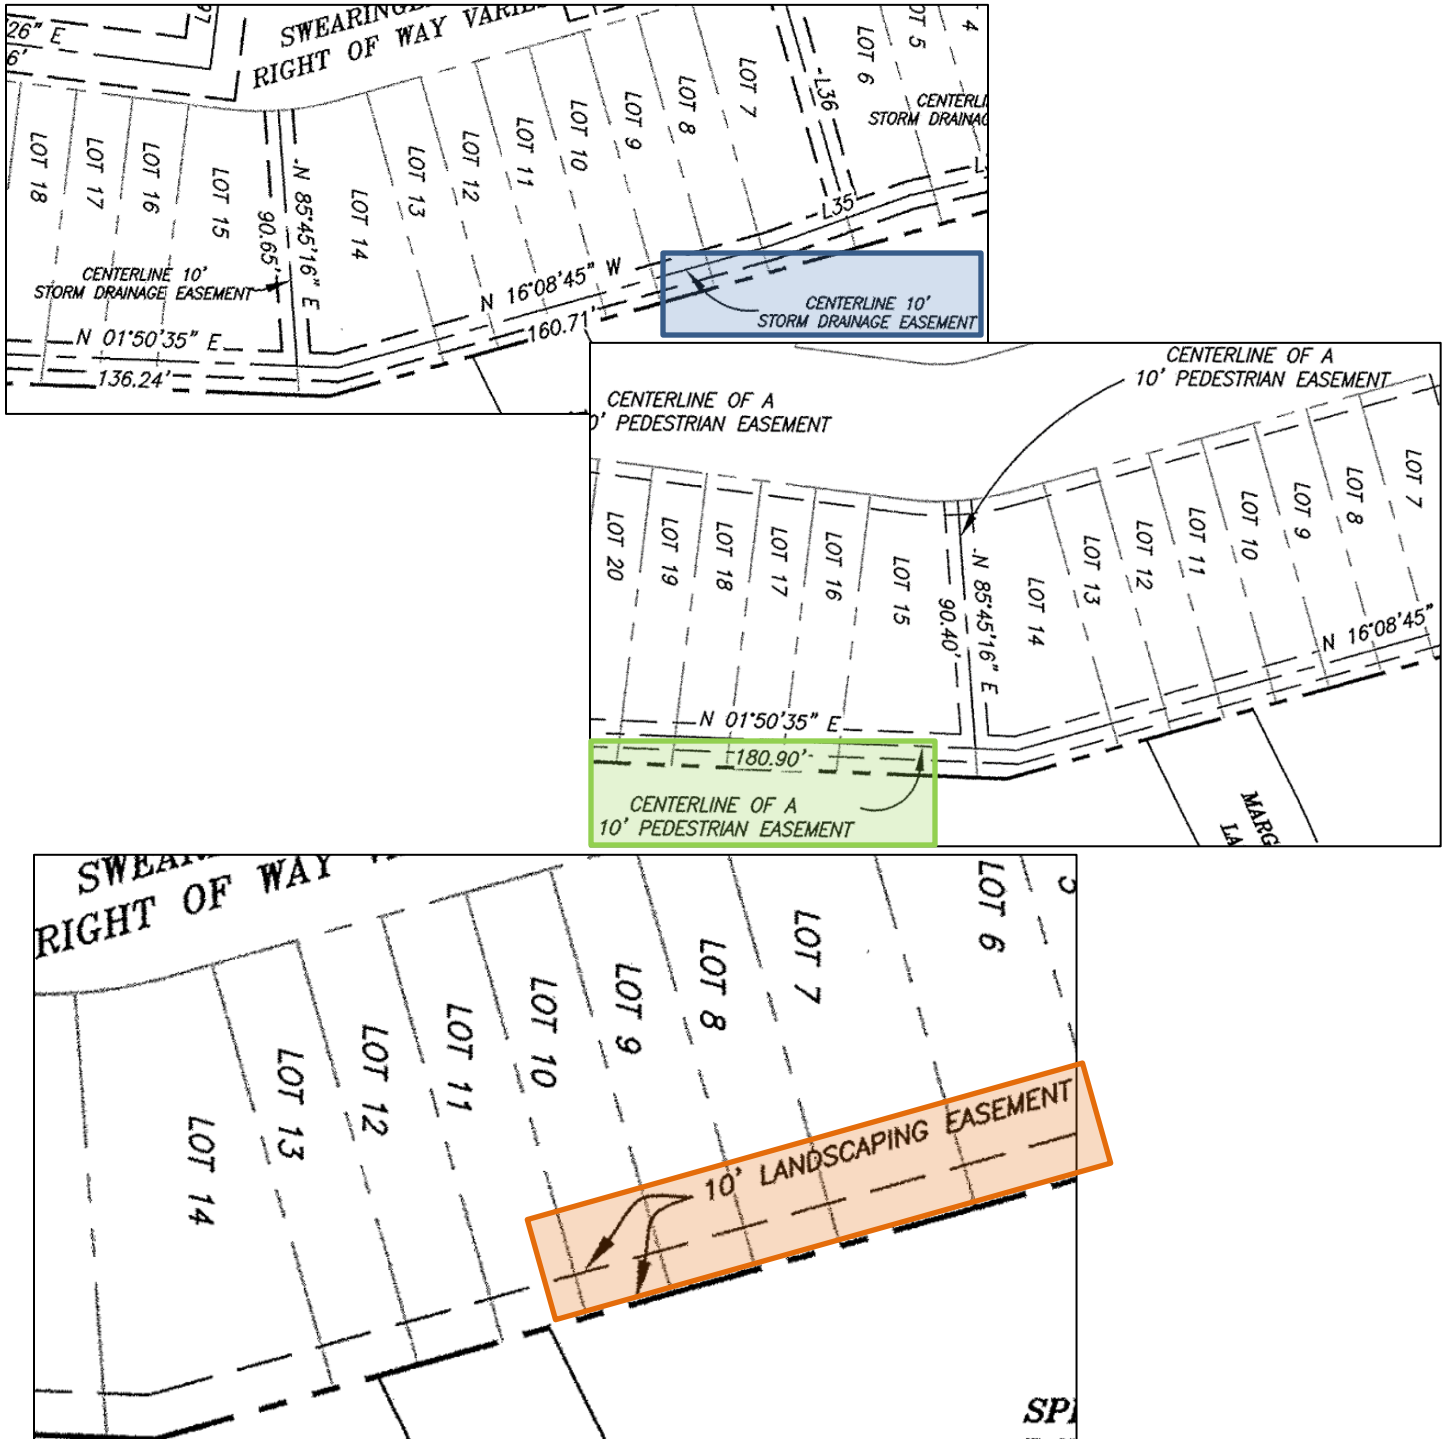 26" E
6'
SWEARING
RIGHT OF WAY VARIES
LOT 18
LOT 17
LOT 16
LOT 15
90.65'
N 85°45'16" E
LOT 14
LOT 13
LOT 12
LOT 11
LOT 10
LOT 9
LOT 8
LOT 7
L36
LOT 6
LOT 5
4
CENTERLI
STORM DRAINAG
CENTERLINE 10'
STORM DRAINAGE EASEMENT
N 01°50'35" E
136.24'
N 16°08'45" W
160.71'
L35
CENTERLINE 10'
STORM DRAINAGE EASEMENT
CENTERLINE OF A
0' PEDESTRIAN EASEMENT
CENTERLINE OF A
10' PEDESTRIAN EASEMENT
LOT 20
LOT 19
LOT 18
LOT 17
LOT 16
LOT 15
90.40'
N 85°45'16" E
LOT 14
LOT 13
LOT 12
LOT 11
LOT 10
LOT 9
LOT 8
LOT 7
N 16°08'45"
N 01°50'35" E
180.90'
CENTERLINE OF A
10' PEDESTRIAN EASEMENT
MARG
LA
SWEAR
RIGHT OF WAY
LOT 14
LOT 13
LOT 12
LOT 11
LOT 10
LOT 9
LOT 8
LOT 7
LOT 6
10' LANDSCAPING EASEMENT
SP